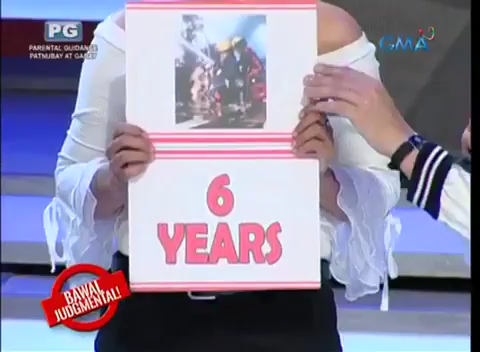 PG
PARENTAL GUIDANCE
PATNUBAY AT GABAY
GMA
6
YEARS
BAWAL
JUDGMENTAL!